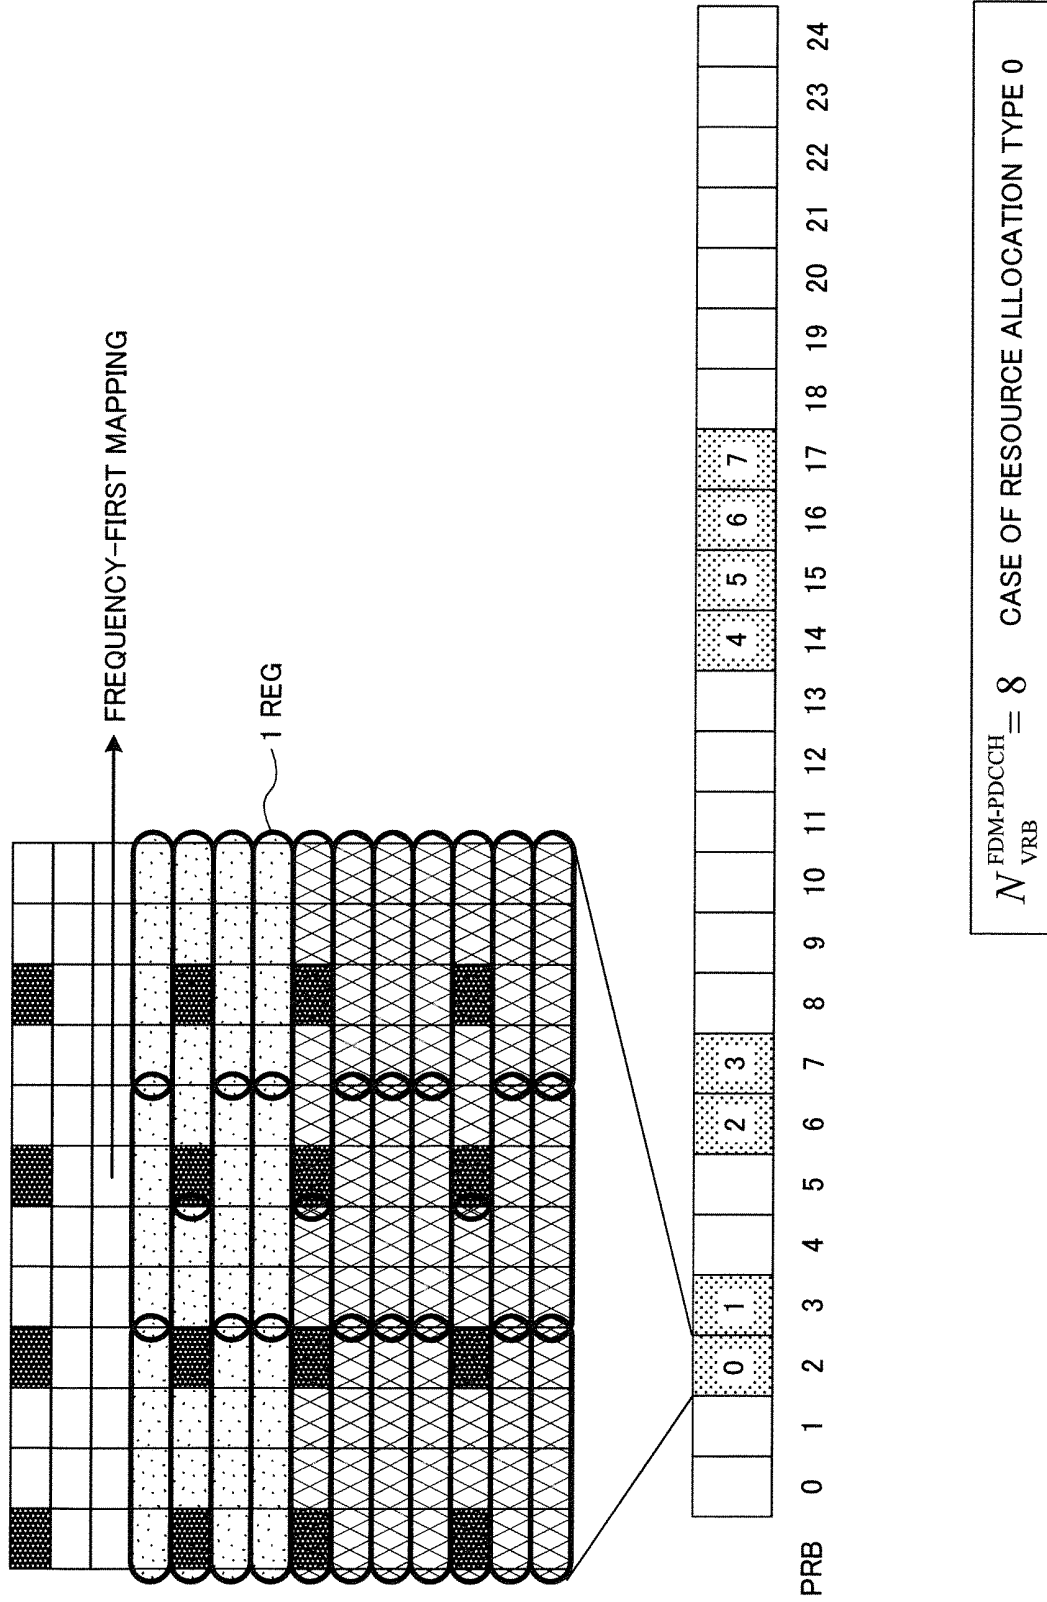 FREQUENCY-FIRST MAPPING
1 REG
0 1 2 3 4 5 6 7
PRB 0 1 2 3 4 5 6 7 8 9 10 11 12 13 14 15 16 17 18 19 20 21 22 23 24
N VRB FDM-PDCCH = 8 CASE OF RESOURCE ALLOCATION TYPE 0